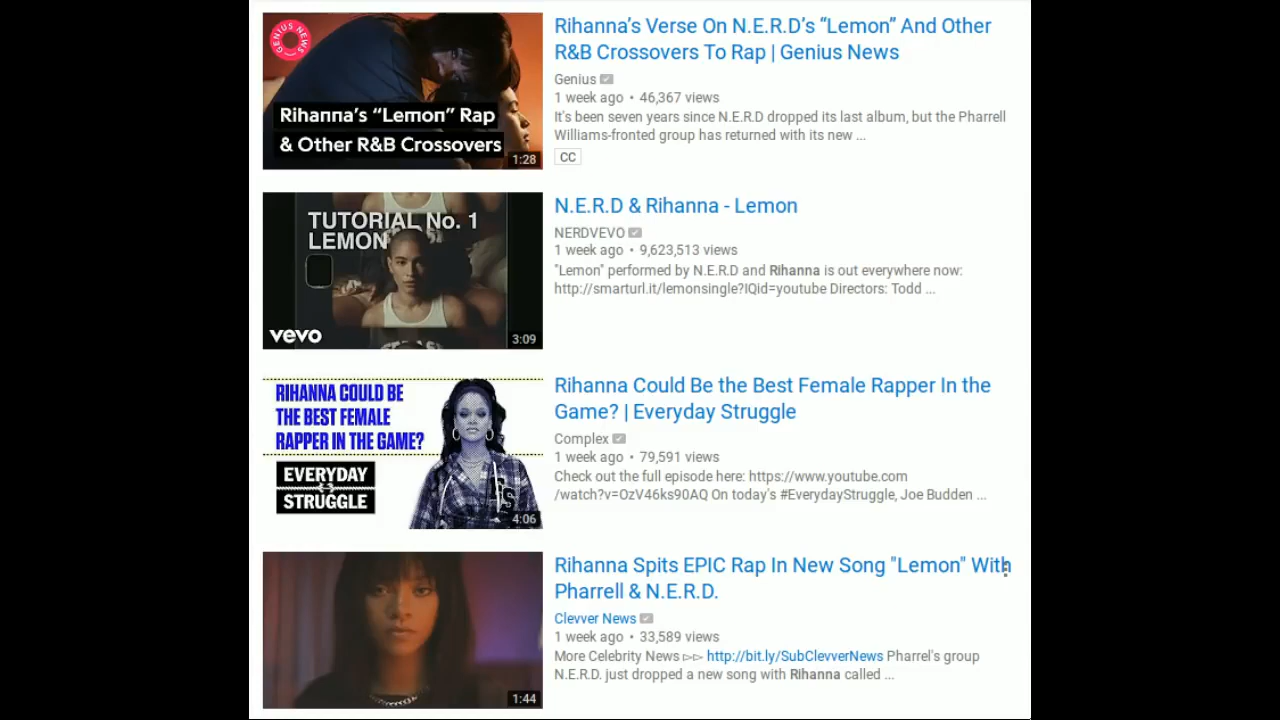 GENIUS NEWS
Rihanna's "Lemon" Rap
& Other R&B Crossovers
1:28
Rihanna's Verse On N.E.R.D's “Lemon” And Other
R&B Crossovers To Rap | Genius News
Genius
1 week ago • 46,367 views
It's been seven years since N.E.R.D dropped its last album, but the Pharrell
Williams-fronted group has returned with its new ...
CC
TUTORIAL No. 1
LEMON
vevo
3:09
N.E.R.D & Rihanna - Lemon
NERDVEVO
1 week ago • 9,623,513 views
"Lemon" performed by N.E.R.D and Rihanna is out everywhere now:
http://smarturl.it/lemonsingle?IQid=youtube Directors: Todd ...
RIHANNA COULD BE
THE BEST FEMALE
RAPPER IN THE GAME?
EVERYDAY
STRUGGLE
4:06
Rihanna Could Be the Best Female Rapper In the
Game? | Everyday Struggle
Complex
1 week ago • 79,591 views
Check out the full episode here: https://www.youtube.com
/watch?v=OzV46ks90AQ On today's #EverydayStruggle, Joe Budden ...
1:44
Rihanna Spits EPIC Rap In New Song "Lemon" With
Pharrell & N.E.R.D.
Clevver News
1 week ago • 33,589 views
More Celebrity News ▻▻ http://bit.ly/SubClevverNews Pharrel's group
N.E.R.D. just dropped a new song with Rihanna called ...